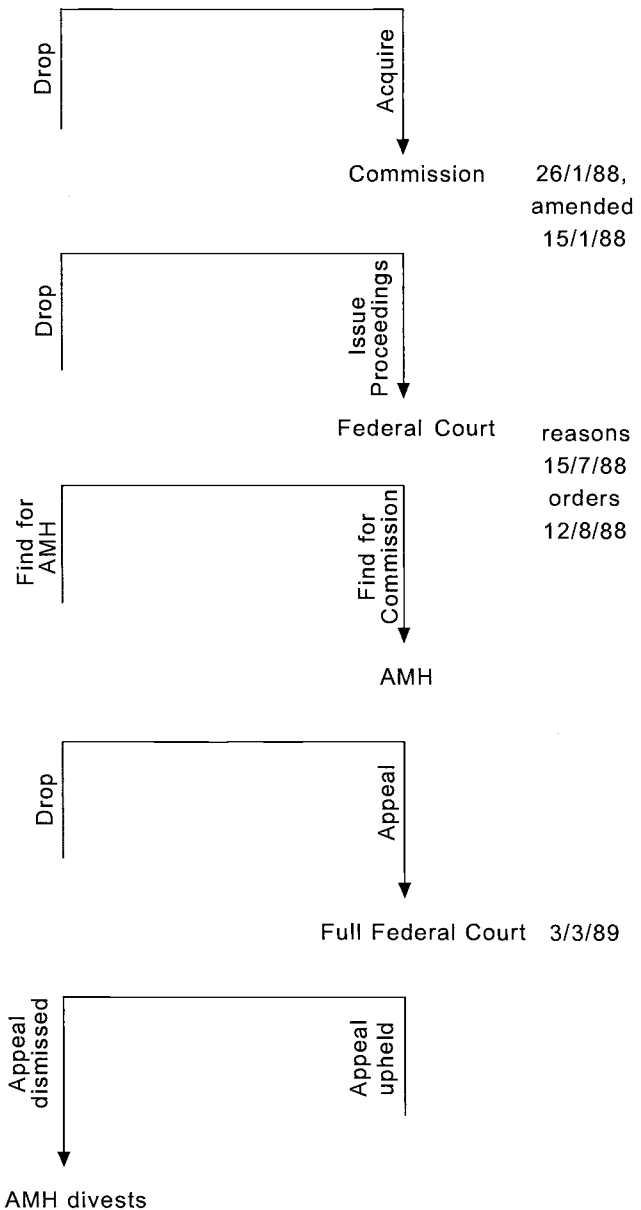 Drop
Acquire
Commission 26/1/88,
amended
15/1/88
Drop
Issue
Proceedings
Federal Court reasons
15/7/88
orders
12/8/88
Find for
AMH
Find for
Commission
AMH
Drop
Appeal
Full Federal Court 3/3/89
Appeal
dismissed
Appeal
upheld
AMH divests